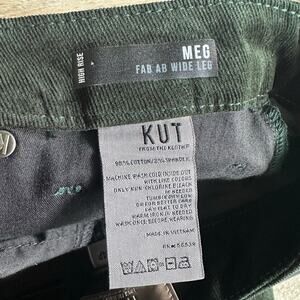 HIGH RISE
MEG
FAB AB WIDE LEG
KUT
FROM THE KLOTH
98% COTTON/2% SPANDEX
MACHINE WASH COLD INSIDE OUT
WITH LIKE COLORS
ONLY NON-CHLORINE BLEACH
IF NEEDED
TUMBLE DRY LOW
OR FOR BETTER CARE
LAY FLAT TO DRY
WARM IRON IF NEEDED
WASH ONCE BEFORE WEARING
MADE IN VIETNAM